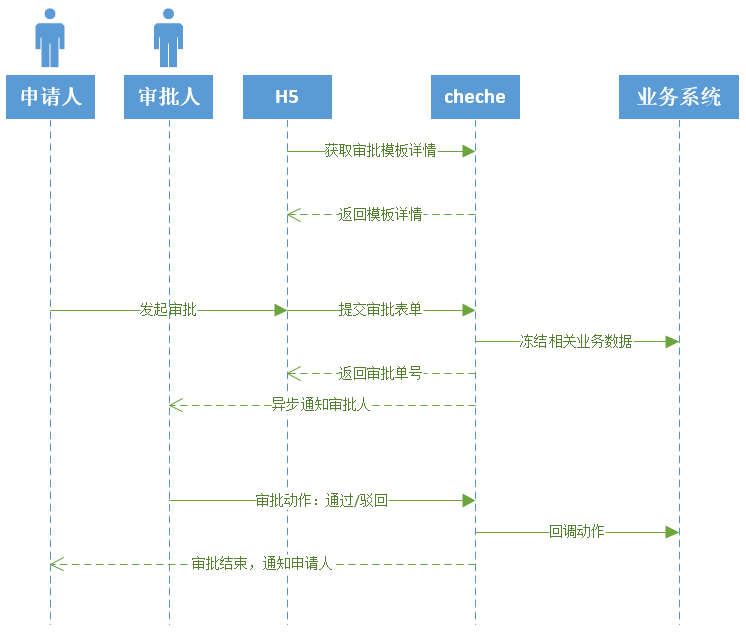 申请人
审批人
H5
cheche
业务系统
获取审批模板详情
返回模板详情
发起审批
提交审批表单
冻结相关业务数据
返回审批单号
异步通知审批人
审批动作：通过/驳回
回调动作
审批结束，通知申请人